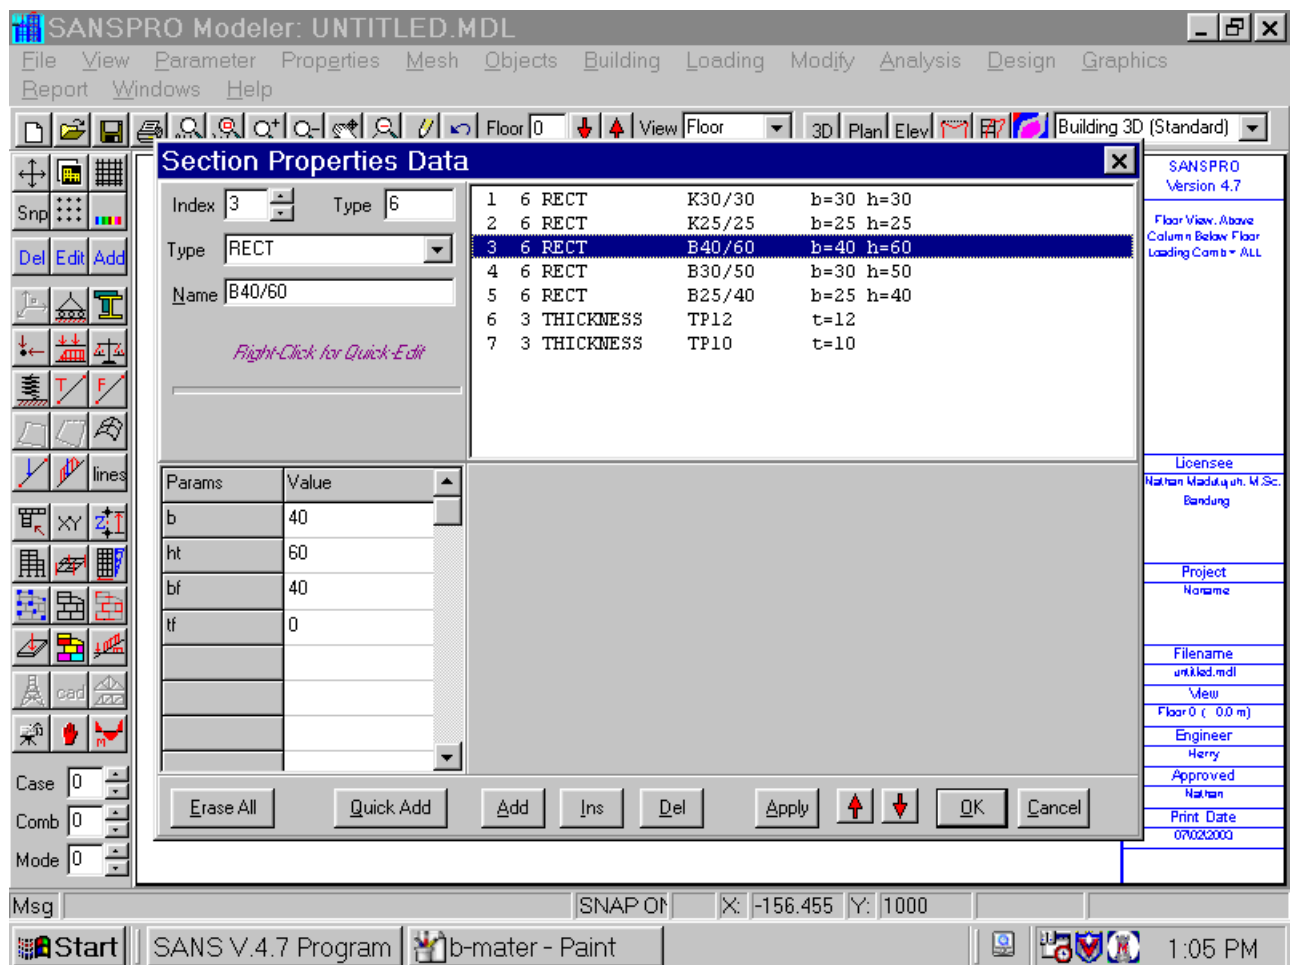 SANSPRO Modeler: UNTITLED.MDL
File View Parameter Properties Mesh Objects Building Loading Modify Analysis Design Graphics
Report Windows Help
Floor 0 View Floor 3D Plan Elev Building 3D (Standard)
Section Properties Data
Index 3 Type 6
Type RECT
Name B40/60
Right-Click for Quick-Edit
1 6 RECT K30/30 b=30 h=30
2 6 RECT K25/25 b=25 h=25
3 6 RECT B40/60 b=40 h=60
4 6 RECT B30/50 b=30 h=50
5 6 RECT B25/40 b=25 h=40
6 3 THICKNESS TP12 t=12
7 3 THICKNESS TP10 t=10
Params Value
b 40
ht 60
bf 40
tf 0
Erase All Quick Add Add Ins Del Apply OK Cancel
Snp
Del Edit Add
T F
lines
XY Z
cad
M
Case 0
Comb 0
Mode 0
SANSPRO
Version 4.7
Floor View. Above
Column Below Floor
Loading Comb = ALL
Licensee
Nathan Madutujuh. M.Sc.
Bandung
Project
Noname
Filename
untitled.mdl
View
Floor 0 ( 0.0 m)
Engineer
Herry
Approved
Nathan
Print Date
07\02\2003
Msg SNAP ON X: -156.455 Y: 1000
Start SANS V.4.7 Program b-mater - Paint 1:05 PM